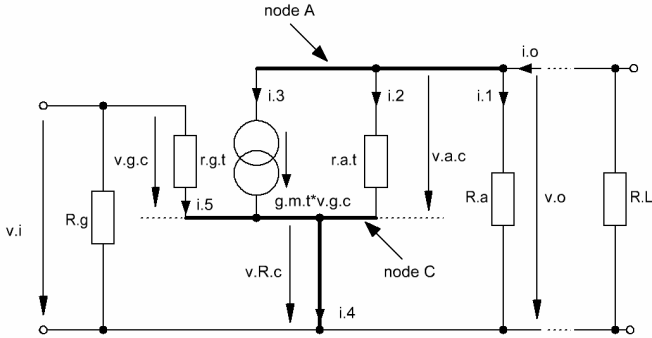 node A
i.o
i.3
i.2
i.1
v.g.c
r.g.t
r.a.t
v.a.c
R.g
g.m.t*v.g.c
R.a
v.o
R.L
i.5
v.i
v.R.c
node C
i.4